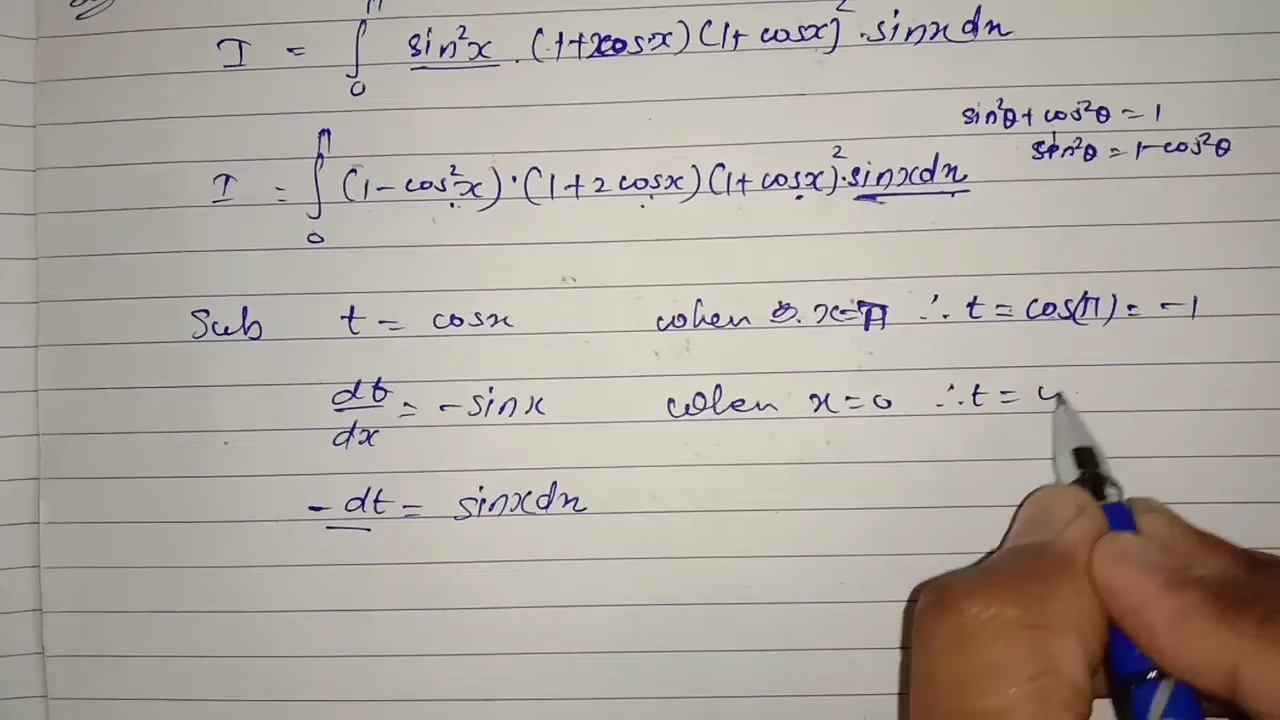 I = ∫₀^π sin²x . (1+2cosx) (1+ cosx)² . sinx dx
sin²θ + cos²θ = 1
sin²θ = 1-cos²θ
I = ∫₀^π (1 - cos²x) . (1+2cosx) (1+cosx)² . sinx dx
Sub t = cosx when x=π ∴ t = cos(π) = -1
dt/dx = -sinx when x=0 ∴ t =
-dt = sinx dx